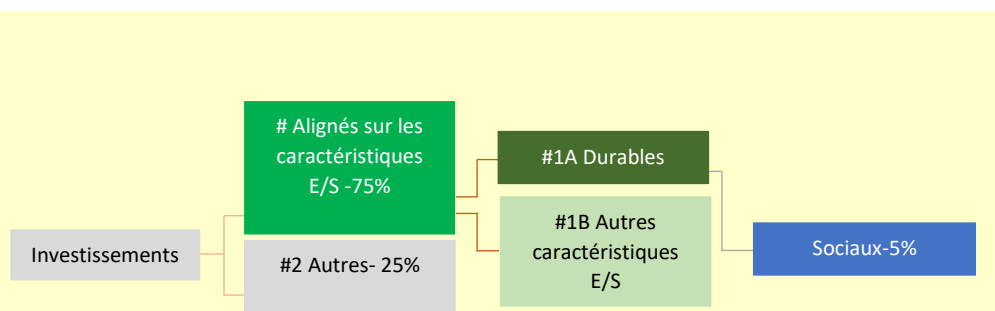 Investissements
# Alignés sur les
caractéristiques
E/S -75%
#2 Autres- 25%
#1A Durables
#1B Autres
caractéristiques
E/S
Sociaux-5%